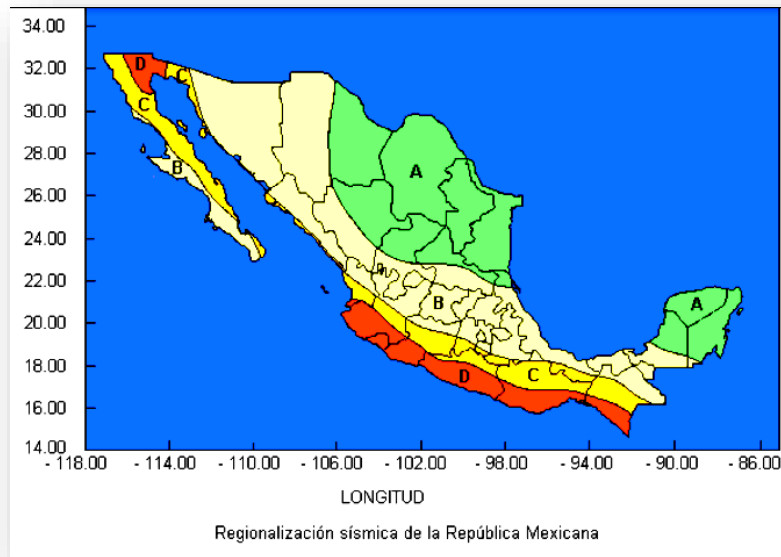 34.00
32.00
30.00
28.00
26.00
24.00
22.00
20.00
18.00
16.00
14.00
D
C
C
B
A
A
B
C
D
- 118.00 - 114.00 - 110.00 - 106.00 - 102.00 - 98.00 - 94.00 - 90.00 - 86.00
LONGITUD
Regionalización sísmica de la República Mexicana